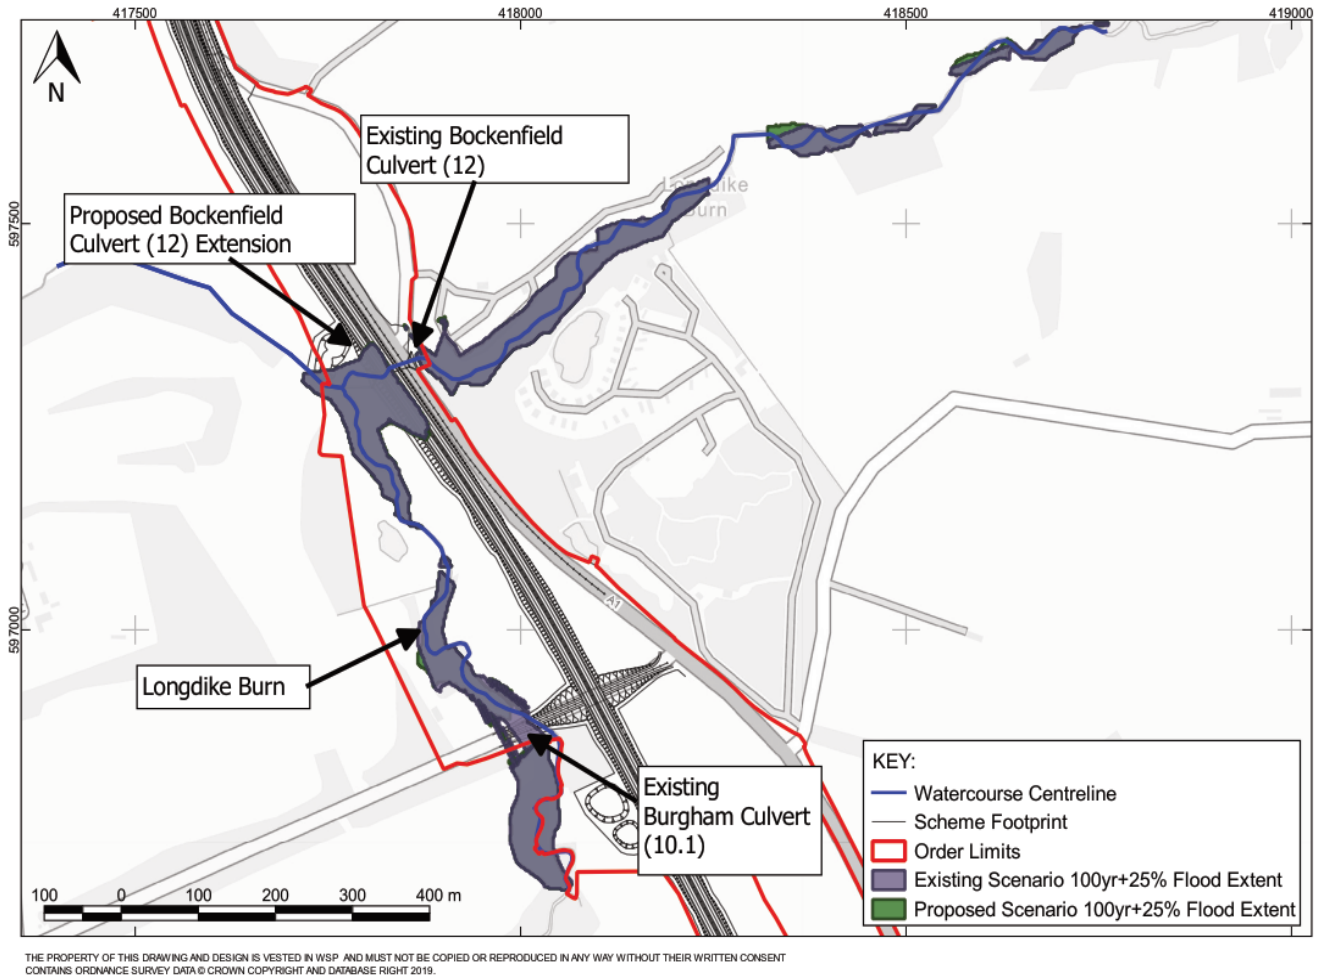 417500
418000
418500
419000
N
Existing Bockenfield
Culvert (12)
Proposed Bockenfield
Culvert (12) Extension
Longdike
Burn
597500
A1
597000
Longdike Burn
Existing
Burgham Culvert
(10.1)
KEY:
Watercourse Centreline
Scheme Footprint
Order Limits
Existing Scenario 100yr+25% Flood Extent
Proposed Scenario 100yr+25% Flood Extent
100 0 100 200 300 400 m
THE PROPERTY OF THIS DRAWING AND DESIGN IS VESTED IN WSP AND MUST NOT BE COPIED OR REPRODUCED IN ANY WAY WITHOUT THEIR WRITTEN CONSENT
CONTAINS ORDNANCE SURVEY DATA © CROWN COPYRIGHT AND DATABASE RIGHT 2019.